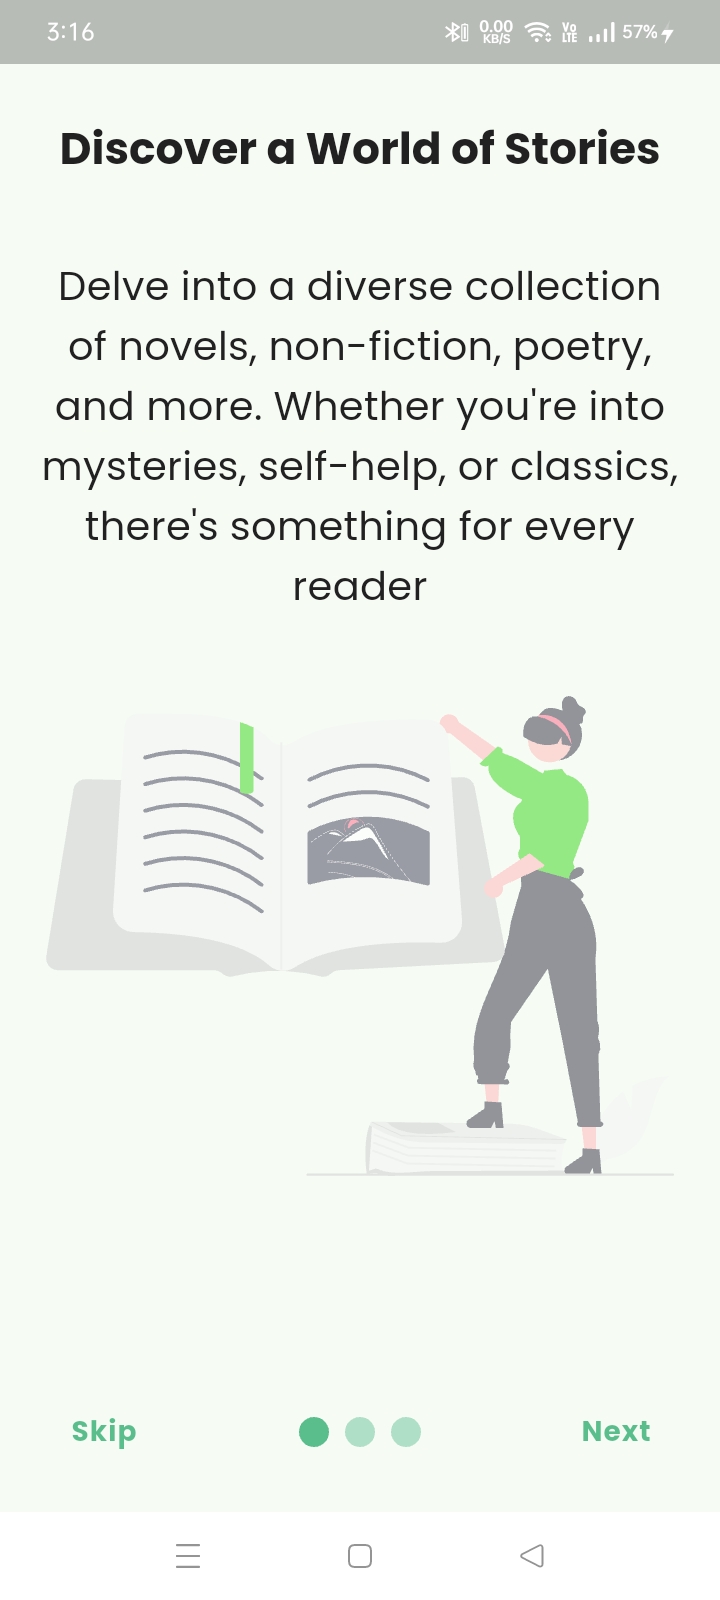 3:16 0.00 KB/S Vo LTE 57%
Discover a World of Stories
Delve into a diverse collection
of novels, non-fiction, poetry,
and more. Whether you're into
mysteries, self-help, or classics,
there's something for every
reader
Skip Next